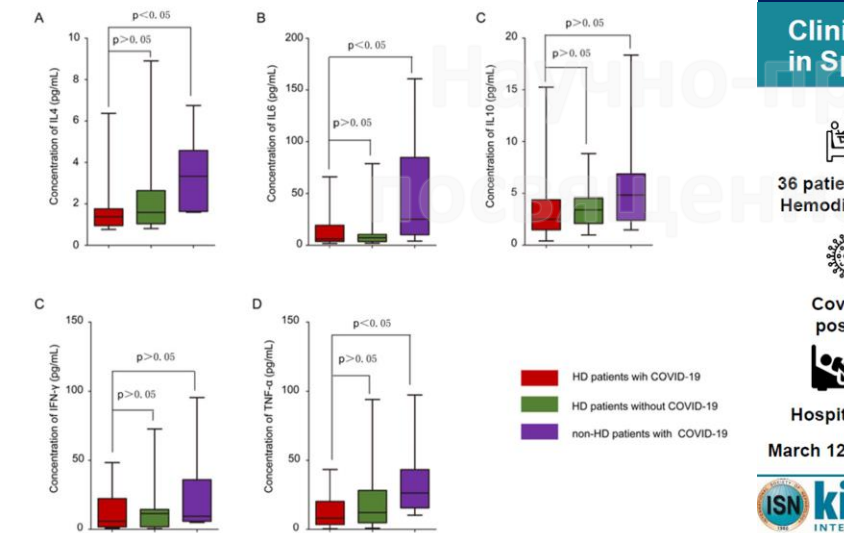 A
p<0.05
p>0.05
10
8
6
4
2
0
Concentration of IL4 (pg/mL)
B
p<0.05
p>0.05
200
150
100
50
0
Concentration of IL6 (pg/mL)
C
p>0.05
p>0.05
20
15
10
5
0
Concentration of IL10 (pg/mL)
C
p>0.05
p>0.05
150
100
50
0
Concentration of IFN-γ (pg/mL)
D
p<0.05
p>0.05
150
100
50
0
Concentration of TNF-α (pg/mL)
HD patients wih COVID-19
HD patients without COVID-19
non-HD patients with COVID-19
Научно-пр
посвящен
Clini
in Sp
36 patie
Hemodi
Cov
pos
Hospit
March 12
ISN
ki
INTE